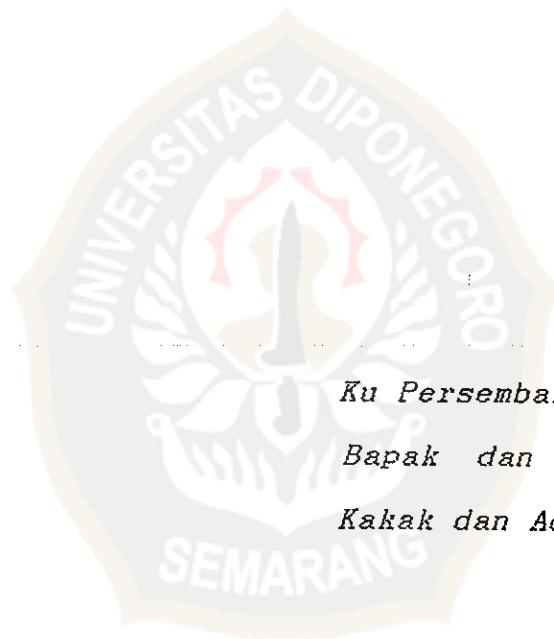 UNIVERSITAS DIPONEGORO
SEMARANG
Ku Persemba
Bapak dan
Kakak dan